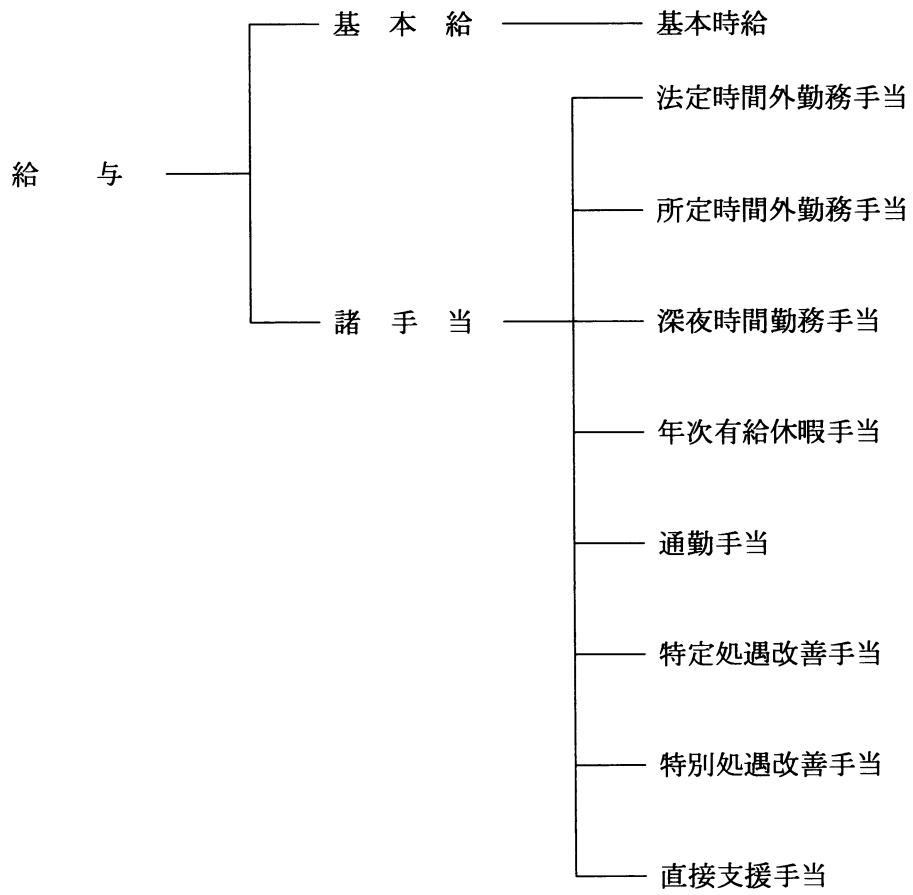 基本給 基本時給
法定時間外勤務手当
給与
所定時間外勤務手当
諸手当 深夜時間勤務手当
年次有給休暇手当
通勤手当
特定処遇改善手当
特別処遇改善手当
直接支援手当